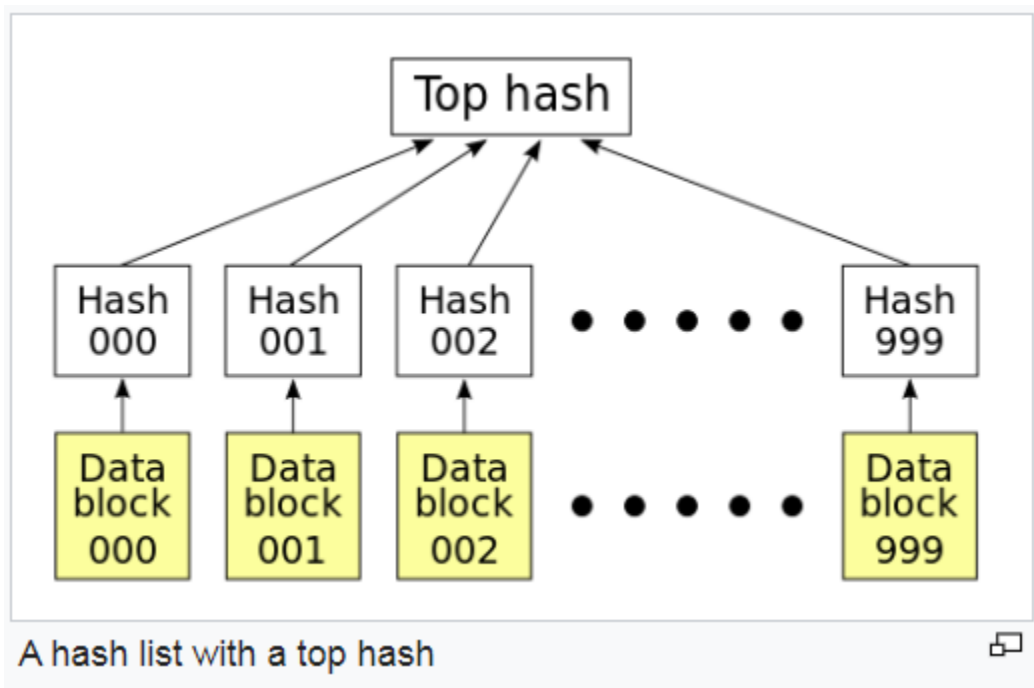 Top hash
Hash
000
Hash
001
Hash
002
Hash
999
Data
block
000
Data
block
001
Data
block
002
Data
block
999
A hash list with a top hash